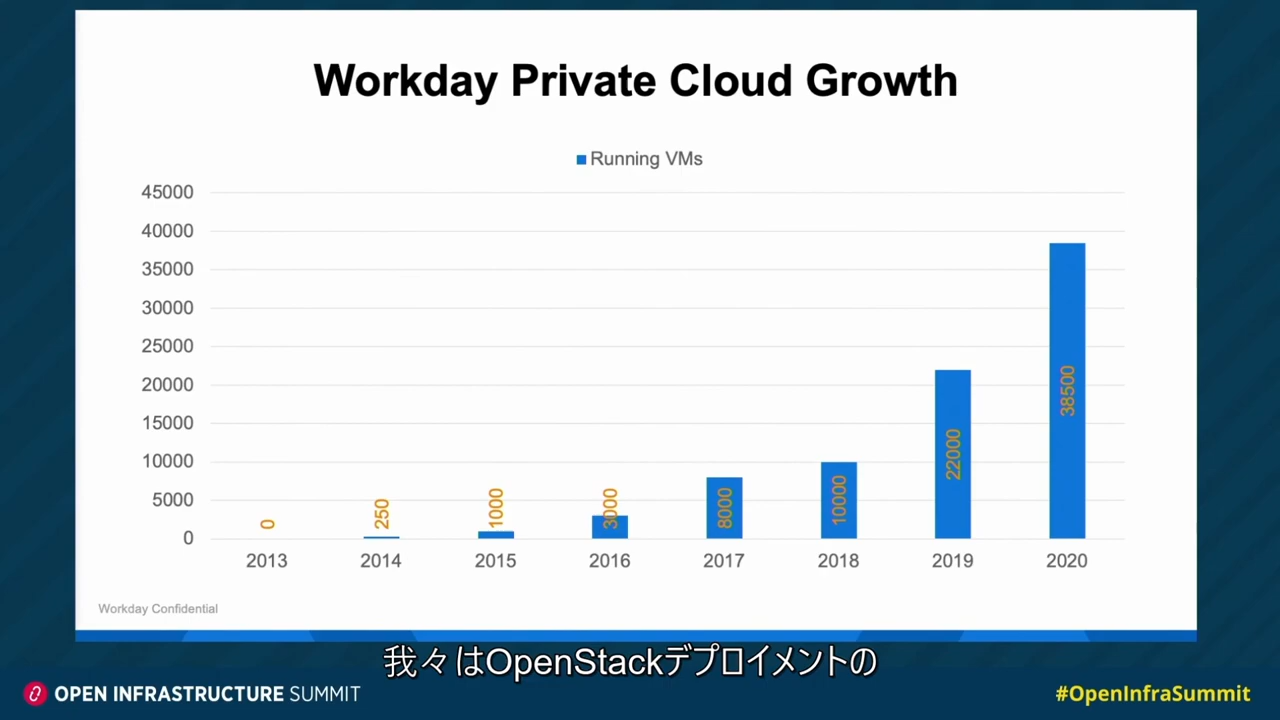 Workday Private Cloud Growth
Running VMs
45000
40000
35000
30000
25000
20000
15000
10000
5000
0
0
250
1000
3000
8000
10000
22000
38500
2013 2014 2015 2016 2017 2018 2019 2020
Workday Confidential
我々はOpenStackデプロイメントの
OPEN INFRASTRUCTURE SUMMIT
#OpenInfraSummit